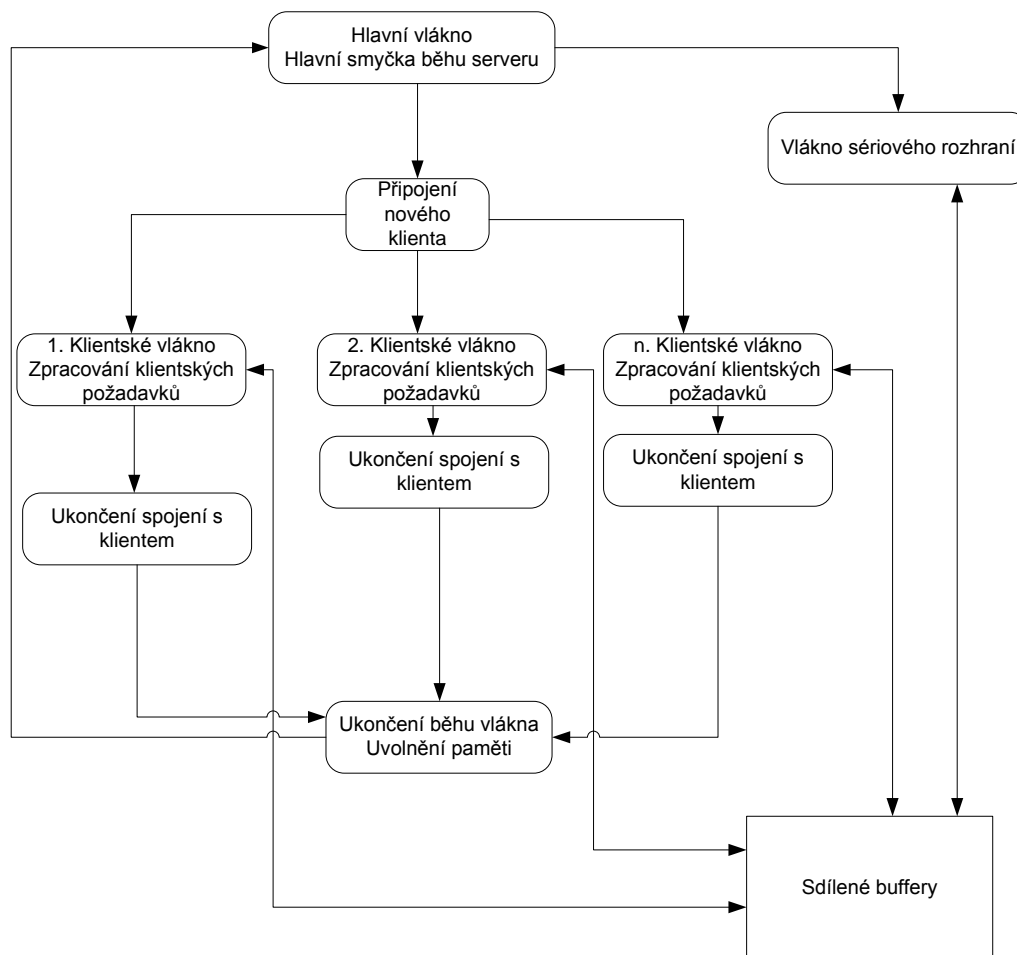 Hlavní vlákno
Hlavní smyčka běhu serveru
Vlákno sériového rozhraní
Připojení
nového
klienta
1. Klientské vlákno
Zpracování klientských
požadavků
2. Klientské vlákno
Zpracování klientských
požadavků
n. Klientské vlákno
Zpracování klientských
požadavků
Ukončení spojení s
klientem
Ukončení spojení s
klientem
Ukončení spojení s
klientem
Ukončení běhu vlákna
Uvolnění paměti
Sdílené buffery